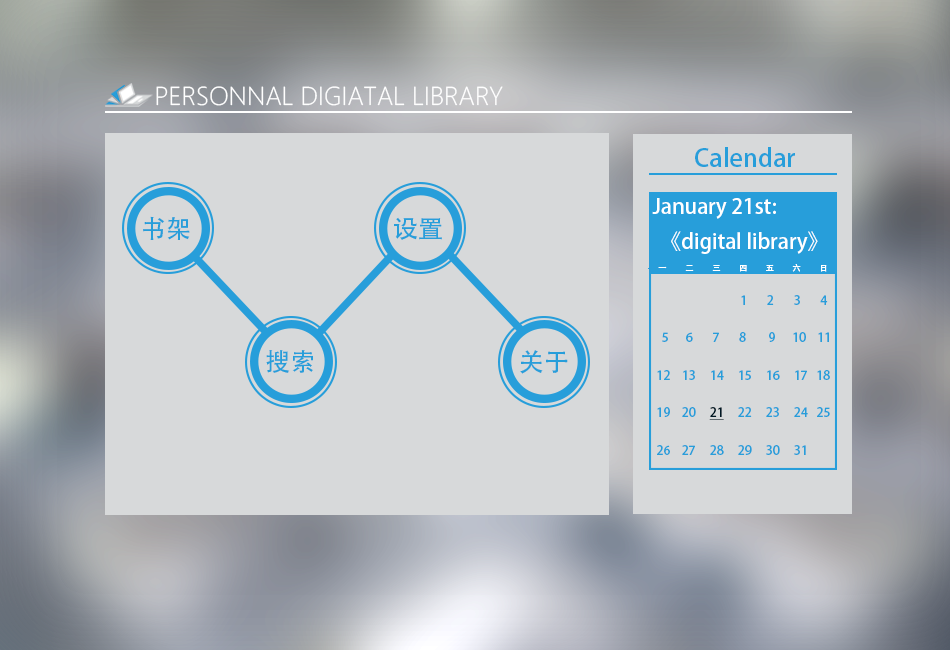 PERSONNAL DIGIATAL LIBRARY
书架
设置
搜索
关于
Calendar
January 21st:
《digital library》
一 二 三 四 五 六 日
1 2 3 4
5 6 7 8 9 10 11
12 13 14 15 16 17 18
19 20 21 22 23 24 25
26 27 28 29 30 31